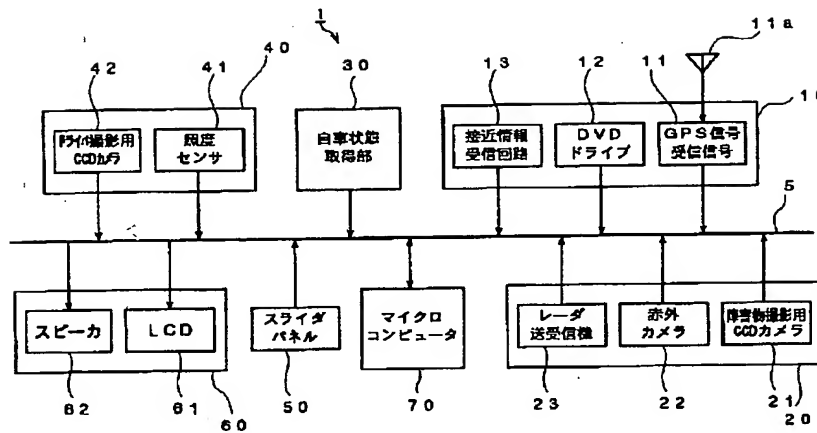 1
11a
42
41
40
30
13
12
11
ドライバ撮影用
CCDカメラ
照度
センサ
自車状態
取得部
接近情報
受信回路
DVD
ドライブ
GPS信号
受信信号
5
スピーカ
LCD
スライダ
パネル
マイクロ
コンピュータ
レーダ
送受信機
赤外
カメラ
障害物撮影用
CCDカメラ
62
61
60
50
70
23
22
21
20